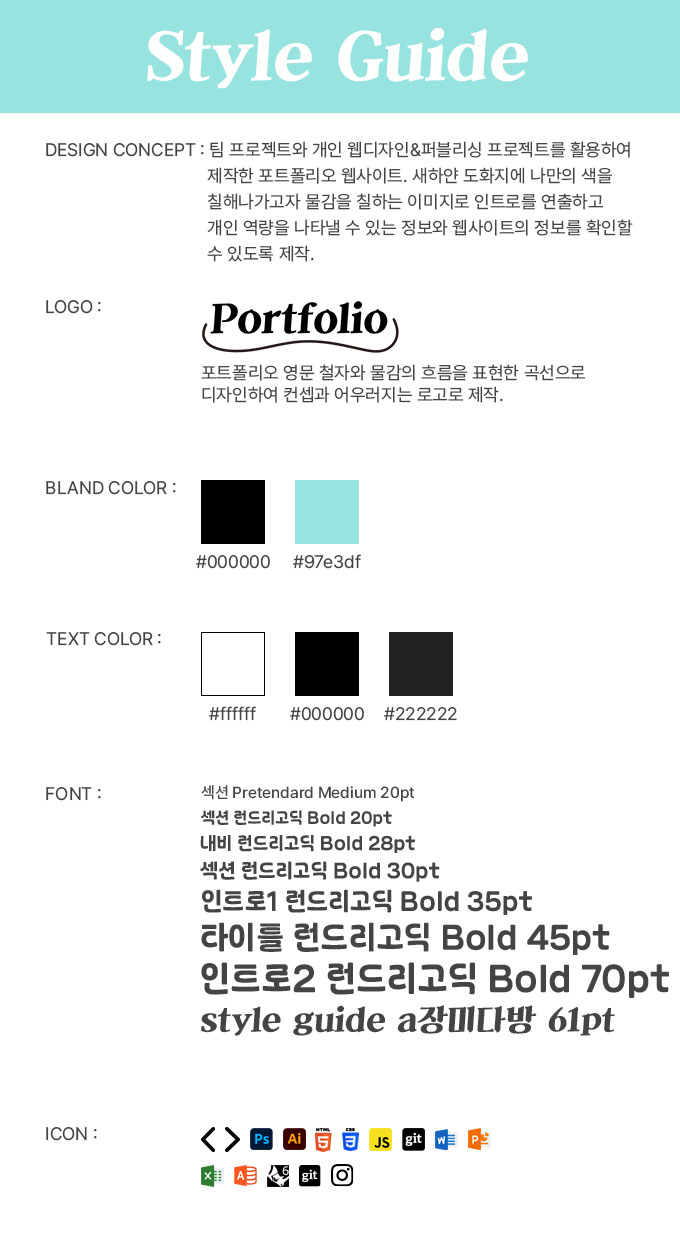 Style Guide
DESIGN CONCEPT : 팀 프로젝트와 개인 웹디자인&퍼블리싱 프로젝트를 활용하여
제작한 포트폴리오 웹사이트. 새하얀 도화지에 나만의 색을
칠해나가고자 물감을 칠하는 이미지로 인트로를 연출하고
개인 역량을 나타낼 수 있는 정보와 웹사이트의 정보를 확인할
수 있도록 제작.
LOGO :
Portfolio
포트폴리오 영문 철자와 물감의 흐름을 표현한 곡선으로
디자인하여 컨셉과 어우러지는 로고로 제작.
BLAND COLOR :
#000000 #97e3df
TEXT COLOR :
#ffffff #000000 #222222
FONT :
섹션 Pretendard Medium 20pt
섹션 런드리고딕 Bold 20pt
내비 런드리고딕 Bold 28pt
섹션 런드리고딕 Bold 30pt
인트로1 런드리고딕 Bold 35pt
타이틀 런드리고딕 Bold 45pt
인트로2 런드리고딕 Bold 70pt
style guide a장미다방 61pt
ICON :
Ps Ai HTML 5 CSS 3 JS git W P
X A 6 git